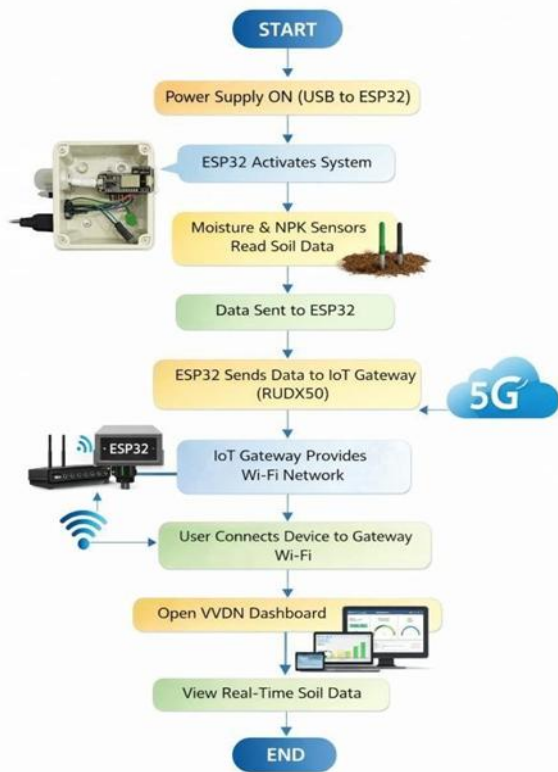 START
Power Supply ON (USB to ESP32)
ESP32 Activates System
Moisture & NPK Sensors
Read Soil Data
Data Sent to ESP32
ESP32 Sends Data to IoT Gateway
(RUDX50)
5G
ESP32
IoT Gateway Provides
Wi-Fi Network
User Connects Device to Gateway
Wi-Fi
Open VVDN Dashboard
View Real-Time Soil Data
END